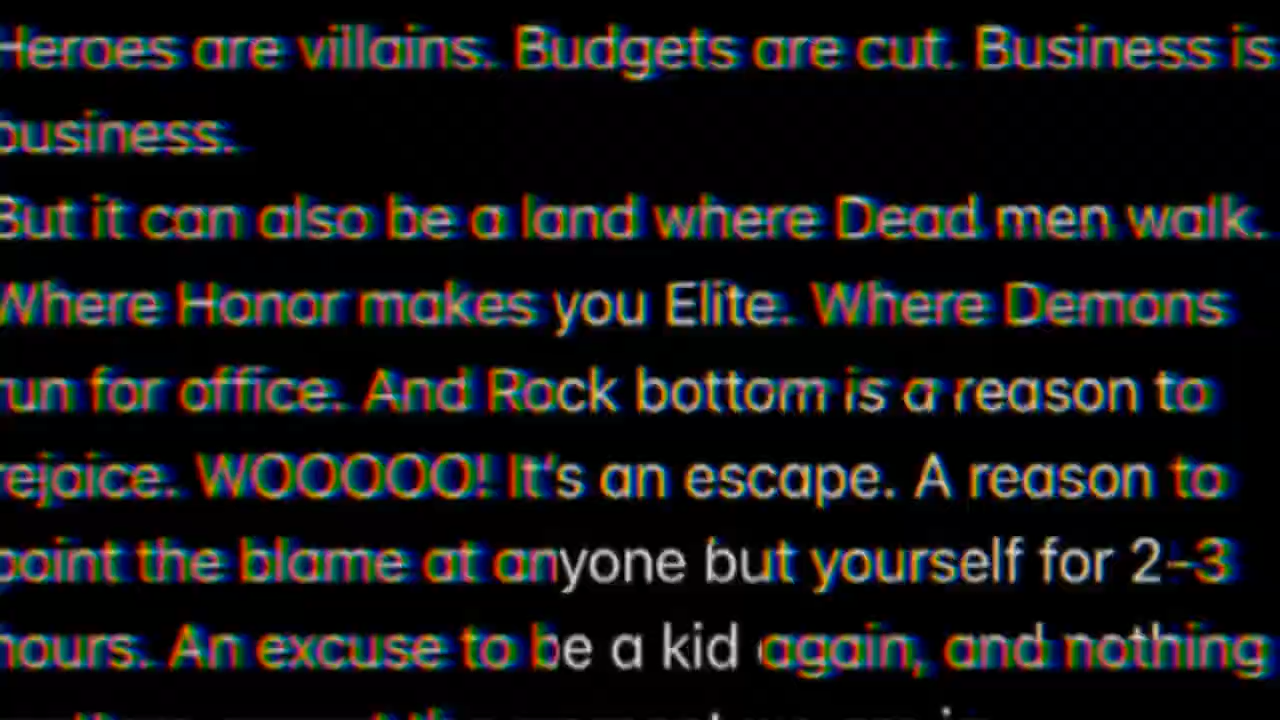 Heroes are villains. Budgets are cut. Business is
business.
But it can also be a land where Dead men walk.
Where Honor makes you Elite. Where Demons
run for office. And Rock bottom is a reason to
rejoice. WOOOOO! It's an escape. A reason to
point the blame at anyone but yourself for 2-3
hours. An excuse to be a kid again, and nothing